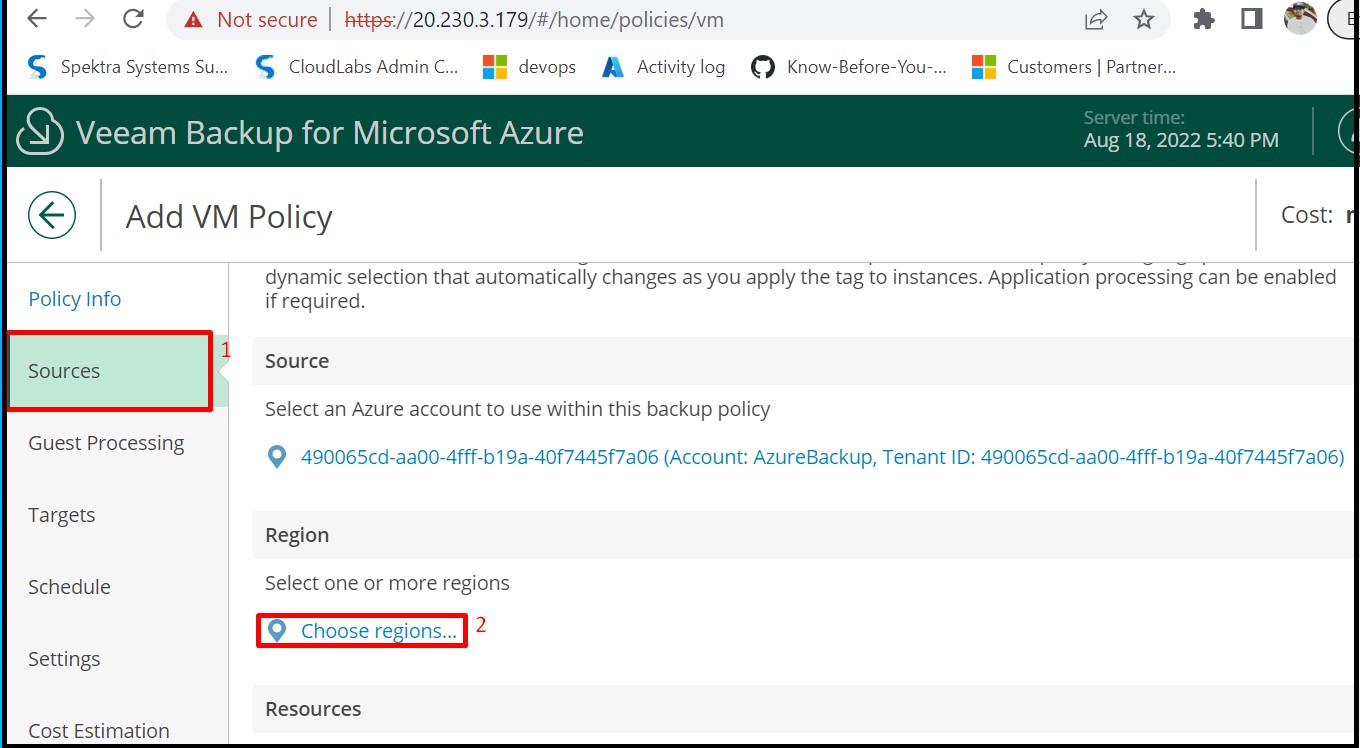 Not secure | https://20.230.3.179/#/home/policies/vm
Spektra Systems Su... CloudLabs Admin C... devops Activity log Know-Before-You-... Customers | Partner...
Veeam Backup for Microsoft Azure
Server time:
Aug 18, 2022 5:40 PM
Add VM Policy
Cost:
Policy Info
Sources
1
Guest Processing
Targets
Schedule
Settings
Cost Estimation
dynamic selection that automatically changes as you apply the tag to instances. Application processing can be enabled
if required.
Source
Select an Azure account to use within this backup policy
490065cd-aa00-4fff-b19a-40f7445f7a06 (Account: AzureBackup, Tenant ID: 490065cd-aa00-4fff-b19a-40f7445f7a06)
Region
Select one or more regions
Choose regions... 2
Resources